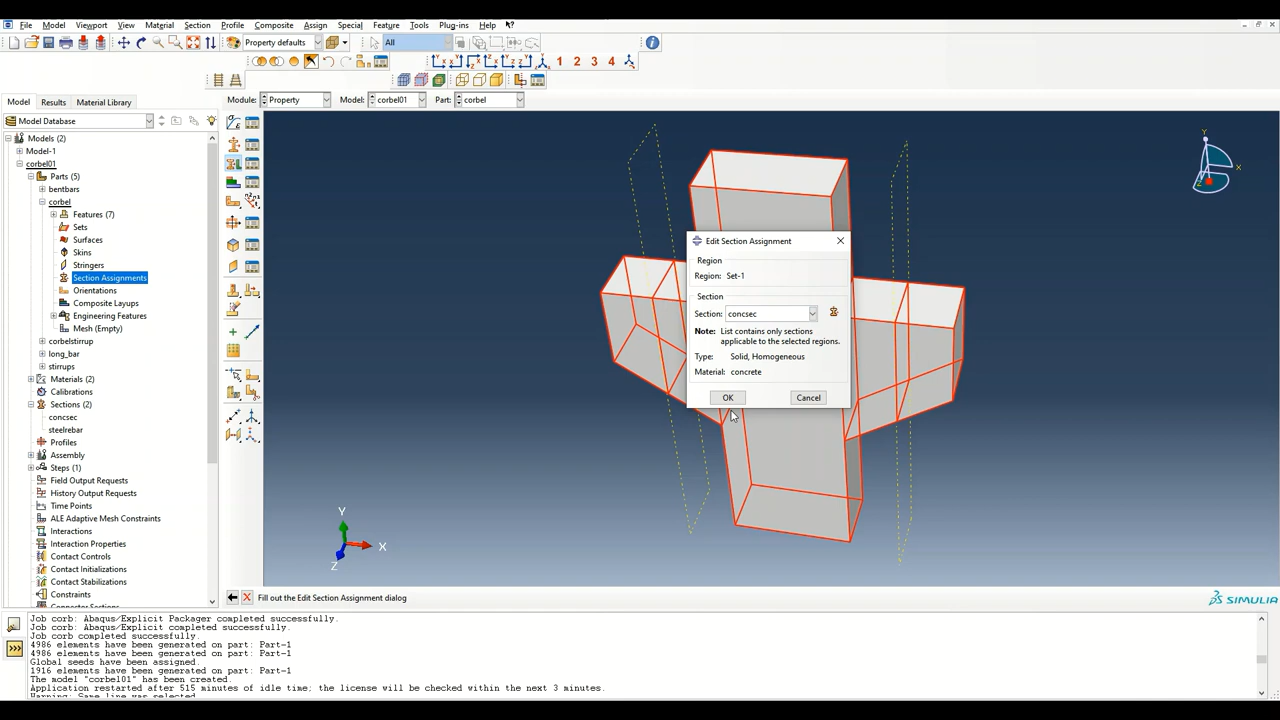 File Model Viewport View Material Section Profile Composite Assign Special Feature Tools Plug-ins Help
Property defaults All
1 2 3 4
Model Results Material Library
Module: Property Model: corbel01 Part: corbel
Model Database
Models (2)
Model-1
corbel01
Parts (5)
bentbars
corbel
Features (7)
Sets
Surfaces
Skins
Stringers
Section Assignments
Orientations
Composite Layups
Engineering Features
Mesh (Empty)
corbelstirrup
long_bar
stirrups
Materials (2)
Calibrations
Sections (2)
concsec
steelrebar
Profiles
Assembly
Steps (1)
Field Output Requests
History Output Requests
Time Points
ALE Adaptive Mesh Constraints
Interactions
Interaction Properties
Contact Controls
Contact Initializations
Contact Stabilizations
Constraints
Connector Sections
Edit Section Assignment
Region
Region: Set-1
Section
Section: concsec
Note: List contains only sections
applicable to the selected regions.
Type: Solid, Homogeneous
Material: concrete
OK Cancel
Y
X
Z
Y
X
Z
Fill out the Edit Section Assignment dialog
SIMULIA
Job corb: Abaqus/Explicit Packager completed successfully.
Job corb: Abaqus/Explicit completed successfully.
Job corb completed successfully.
4986 elements have been generated on part: Part-1
4986 elements have been generated on part: Part-1
Global seeds have been assigned.
1916 elements have been generated on part: Part-1
The model "corbel01" has been created.
Application restarted after 515 minutes of idle time; the license will be checked within the next 3 minutes.
Warning: Same line was selected